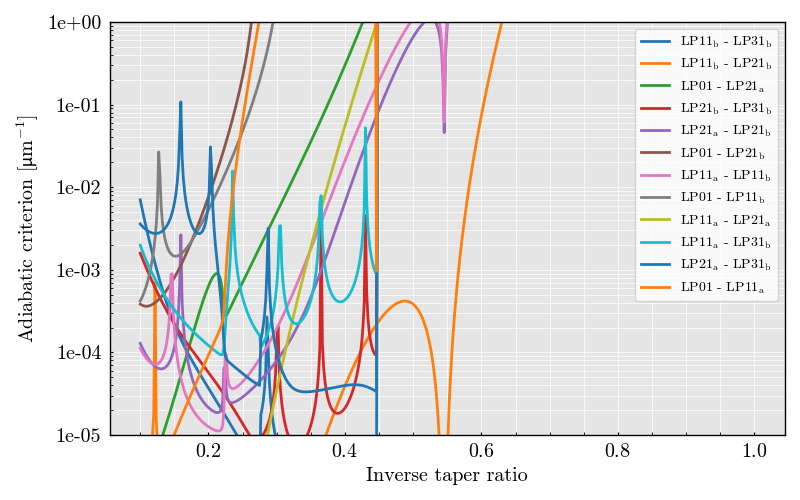 1e+00
1e-01
1e-02
1e-03
1e-04
1e-05
Adiabatic criterion [μm⁻¹]
0.2 0.4 0.6 0.8 1.0
Inverse taper ratio
LP11b - LP31b
LP11b - LP21b
LP01 - LP21a
LP21b - LP31b
LP21a - LP21b
LP01 - LP21b
LP11a - LP11b
LP01 - LP11b
LP11a - LP21a
LP11a - LP31b
LP21a - LP31b
LP01 - LP11a